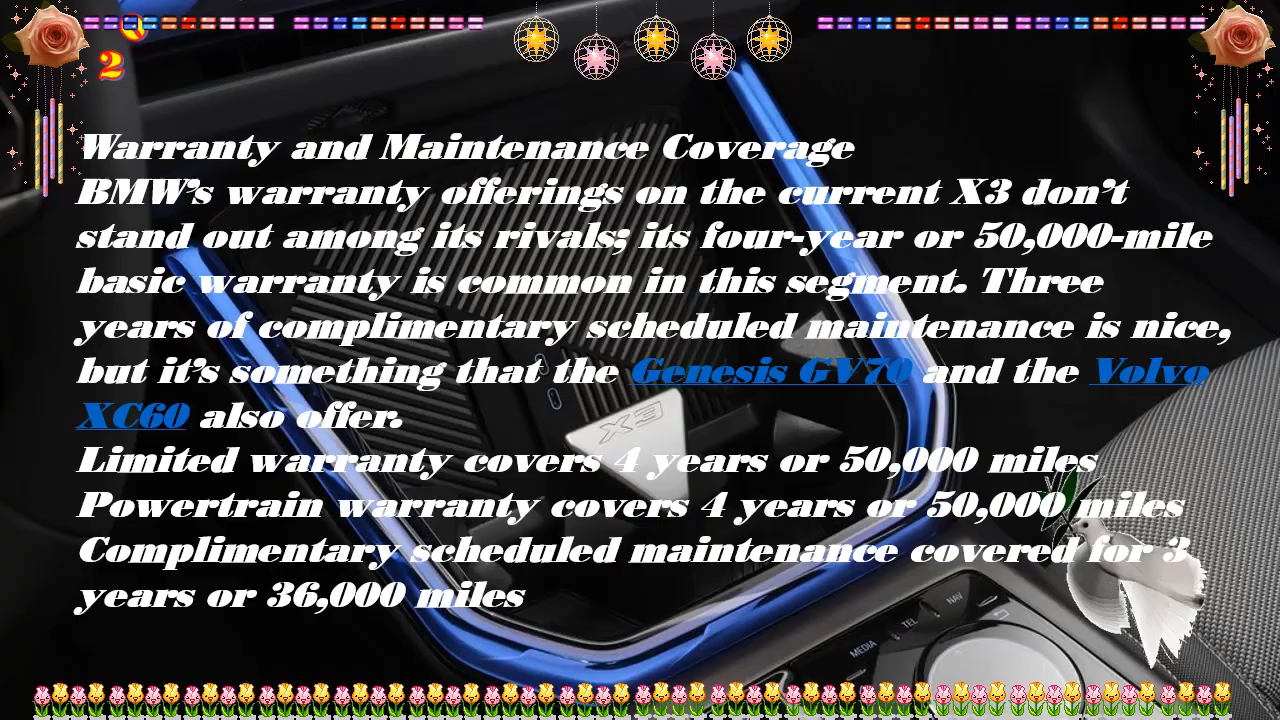 2
Warranty and Maintenance Coverage
BMW's warranty offerings on the current X3 don't
stand out among its rivals; its four-year or 50,000-mile
basic warranty is common in this segment. Three
years of complimentary scheduled maintenance is nice,
but it's something that the Genesis GV70 and the Volvo
XC60 also offer.
X3
Limited warranty covers 4 years or 50,000 miles
Powertrain warranty covers 4 years or 50,000 miles
Complimentary scheduled maintenance covered for 3
years or 36,000 miles
NAV
TEL
MEDIA